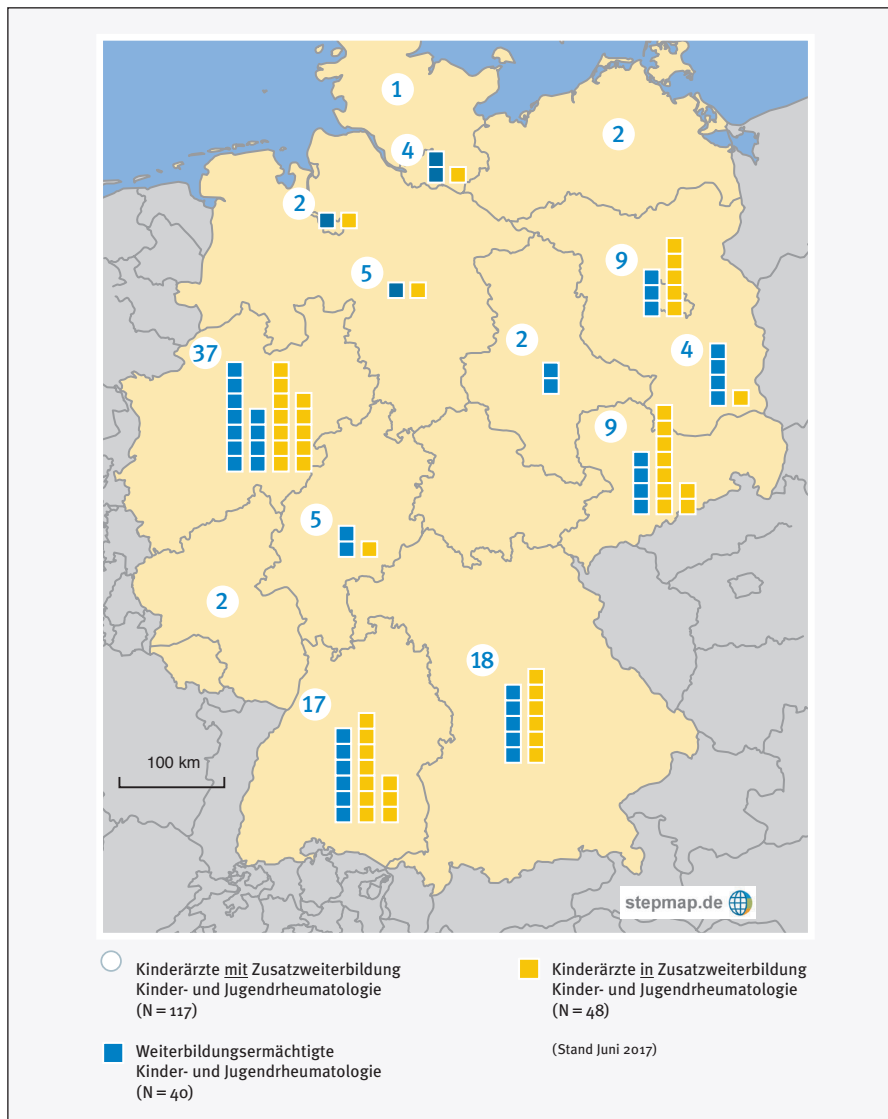 1
2
4
2
9
5
2
4
37
9
5
2
18
17
100 km
stepmap.de
Kinderärzte mit Zusatzweiterbildung
Kinder- und Jugendrheumatologie
(N = 117)
Weiterbildungsermächtigte
Kinder- und Jugendrheumatologie
(N = 40)
Kinderärzte in Zusatzweiterbildung
Kinder- und Jugendrheumatologie
(N = 48)
(Stand Juni 2017)